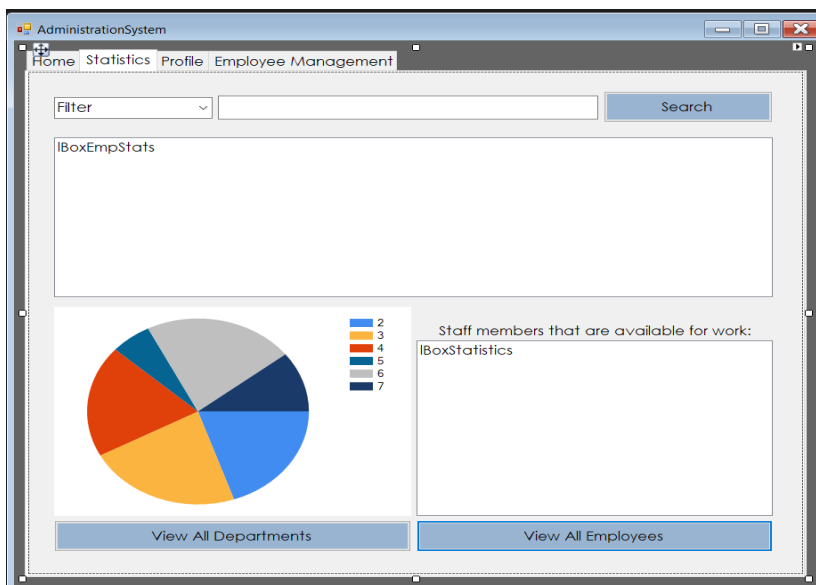 AdministrationSystem
Home Statistics Profile Employee Management
Filter Search
lBoxEmpStats
2
3
4
5
6
7
Staff members that are available for work:
lBoxStatistics
View All Departments View All Employees